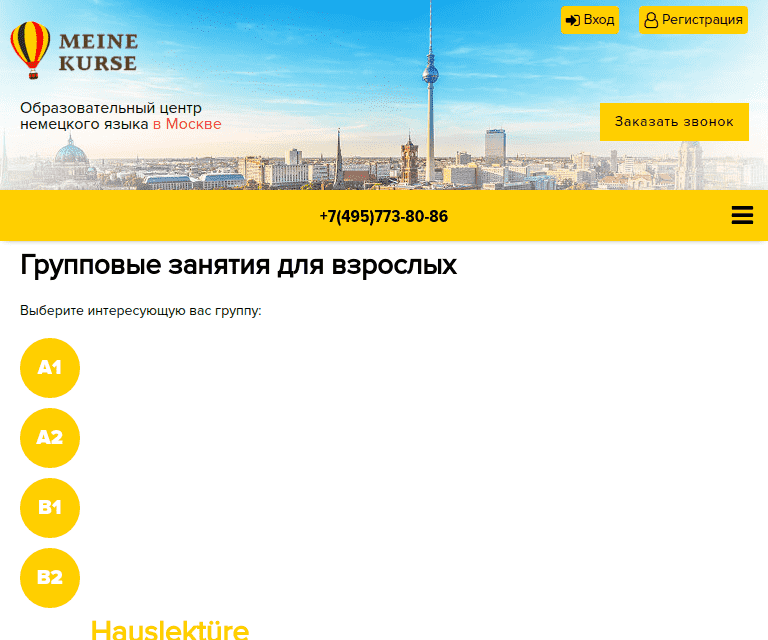 Вход
Регистрация
MEINE
KURSE
Образовательный центр
немецкого языка в Москве
Заказать звонок
+7(495)773-80-86
Групповые занятия для взрослых
Выберите интересующую вас группу:
A1
A2
B1
B2
Hauslektüre